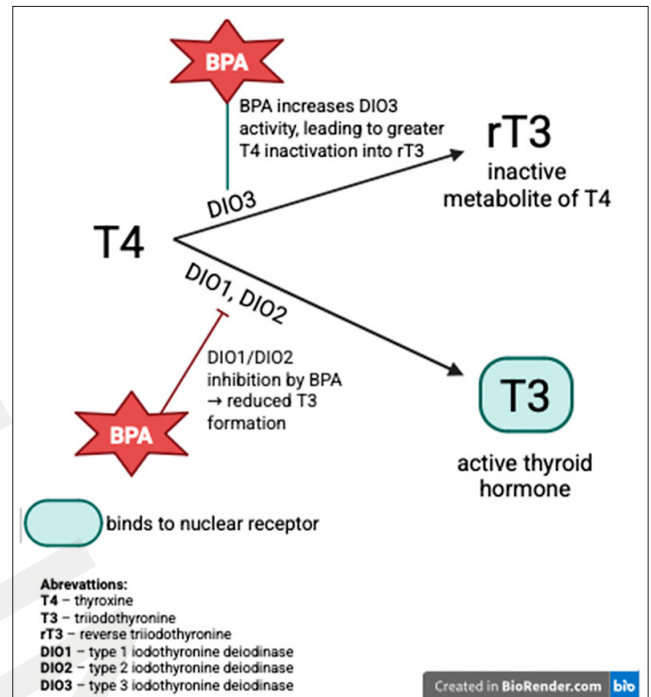 BPA
BPA increases DIO3
activity, leading to greater
T4 inactivation into rT3
rT3
inactive
metabolite of T4
DIO3
T4
DIO1, DIO2
DIO1/DIO2
inhibition by BPA
→ reduced T3
formation
BPA
T3
active thyroid
hormone
binds to nuclear receptor
Abrevattions:
T4 – thyroxine
T3 – triiodothyronine
rT3 – reverse triiodothyronine
DIO1 – type 1 iodothyronine deiodinase
DIO2 – type 2 iodothyronine deiodinase
DIO3 – type 3 iodothyronine deiodinase
Created in BioRender.com bio